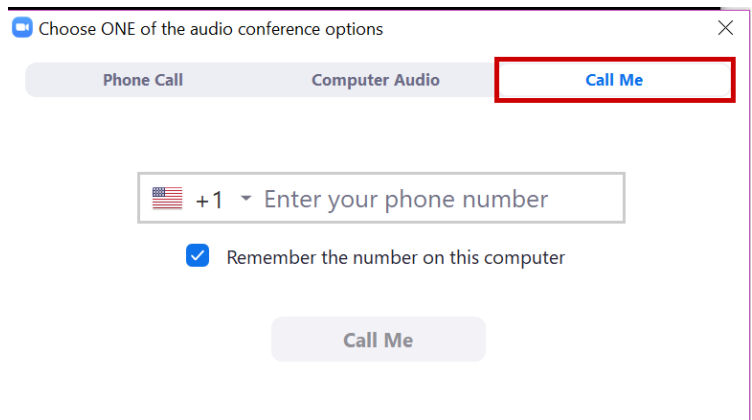 Choose ONE of the audio conference options
Phone Call Computer Audio Call Me
+1 Enter your phone number
Remember the number on this computer
Call Me